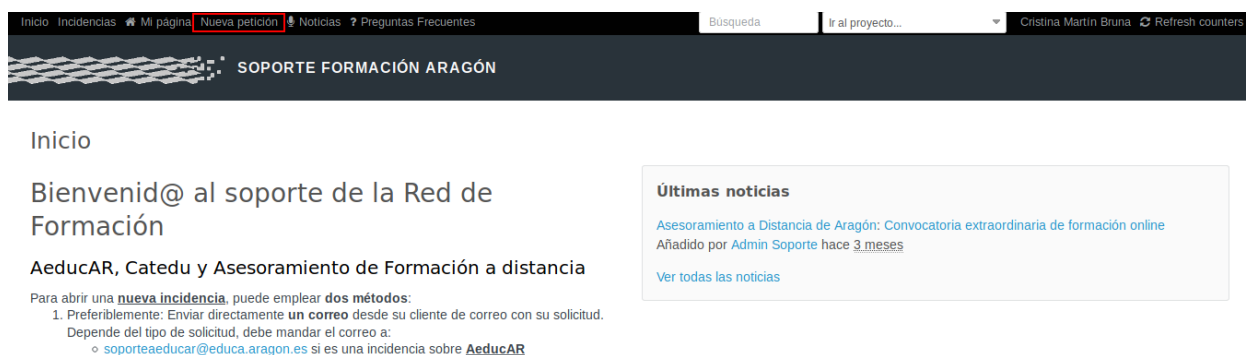 Inicio Incidencias Mi página Nueva petición Noticias ? Preguntas Frecuentes Búsqueda Ir al proyecto... Cristina Martín Bruna Refresh counters
SOPORTE FORMACIÓN ARAGÓN
Inicio
Bienvenid@ al soporte de la Red de
Formación
AeducAR, Catedu y Asesoramiento de Formación a distancia
Para abrir una nueva incidencia, puede emplear dos métodos:
1. Preferiblemente: Enviar directamente un correo desde su cliente de correo con su solicitud.
Depende del tipo de solicitud, debe mandar el correo a:
soporteaeducar@educa.aragon.es si es una incidencia sobre AeducAR
Últimas noticias
Asesoramiento a Distancia de Aragón: Convocatoria extraordinaria de formación online
Añadido por Admin Soporte hace 3 meses
Ver todas las noticias